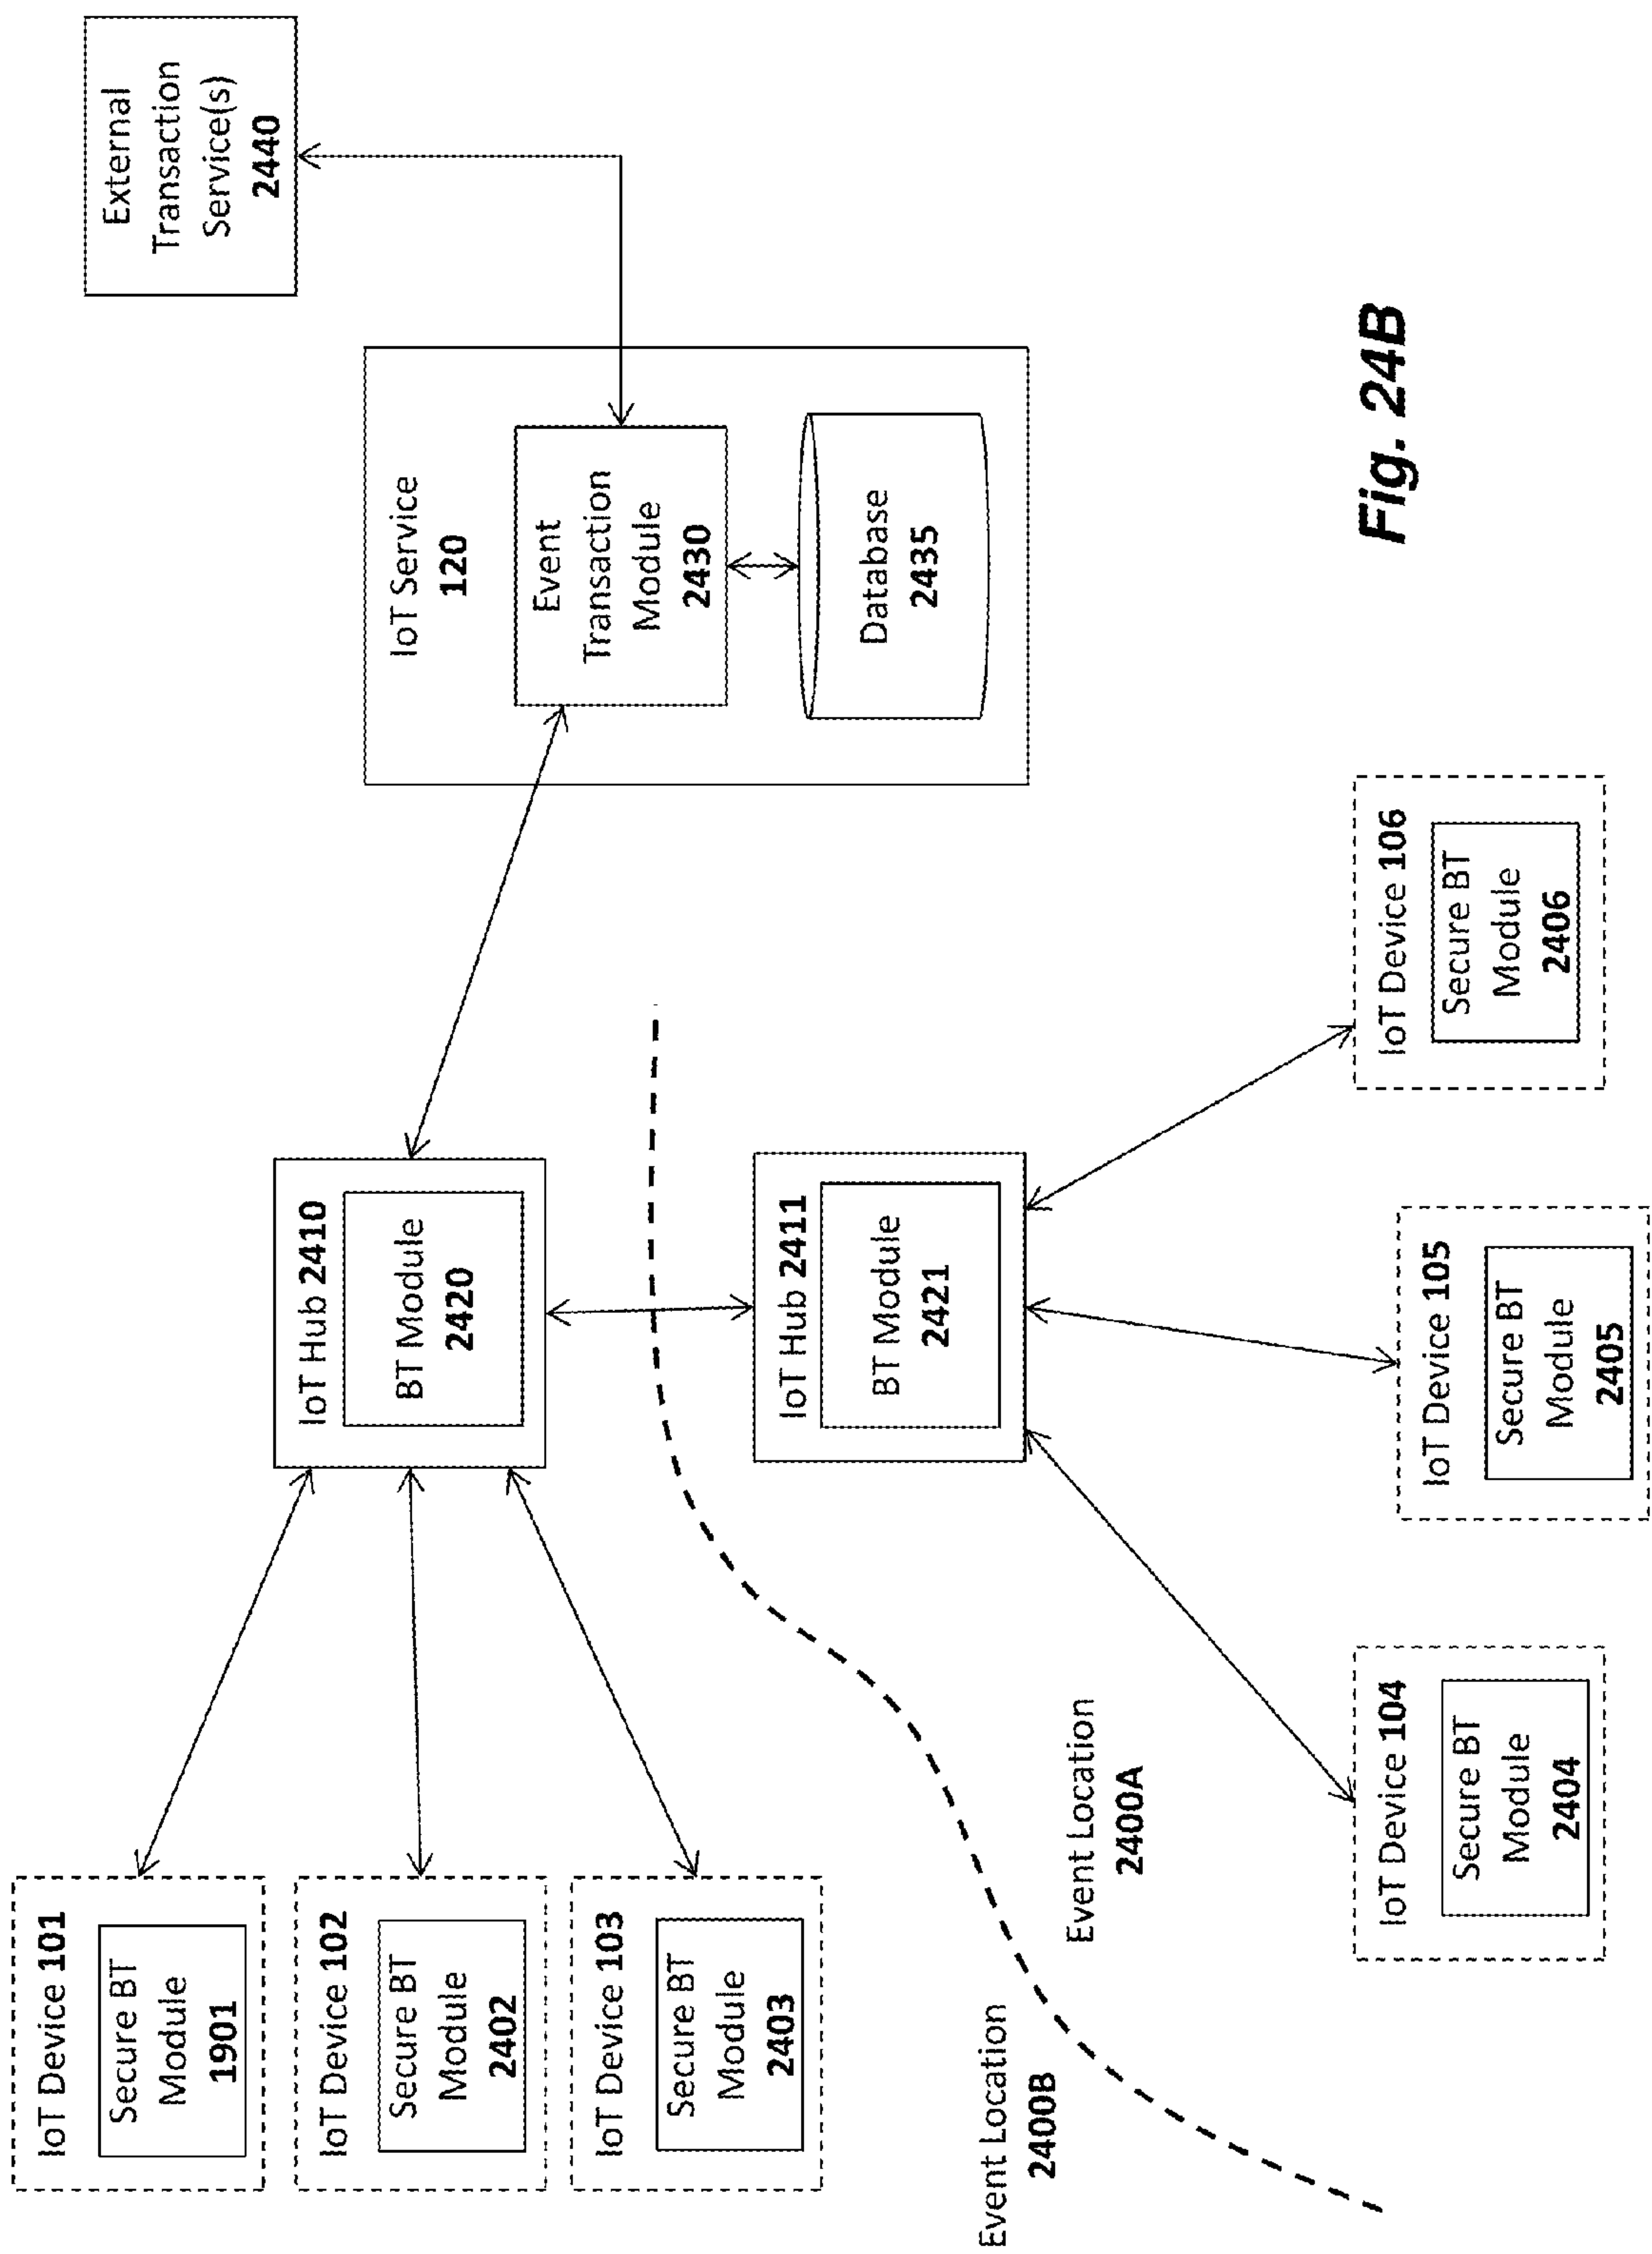 IoT Device 101
Secure BT
Module
1901
IoT Device 102
Secure BT
Module
2402
IoT Device 103
Secure BT
Module
2403
IoT Hub 2410
BT Module
2420
External
Transaction
Service(s)
2440
IoT Service
120
Event
Transaction
Module
2430
Database
2435
Event Location
2400B
Event Location
2400A
IoT Hub 2411
BT Module
2421
IoT Device 104
Secure BT
Module
2404
IoT Device 105
Secure BT
Module
2405
IoT Device 106
Secure BT
Module
2406
Fig. 24B